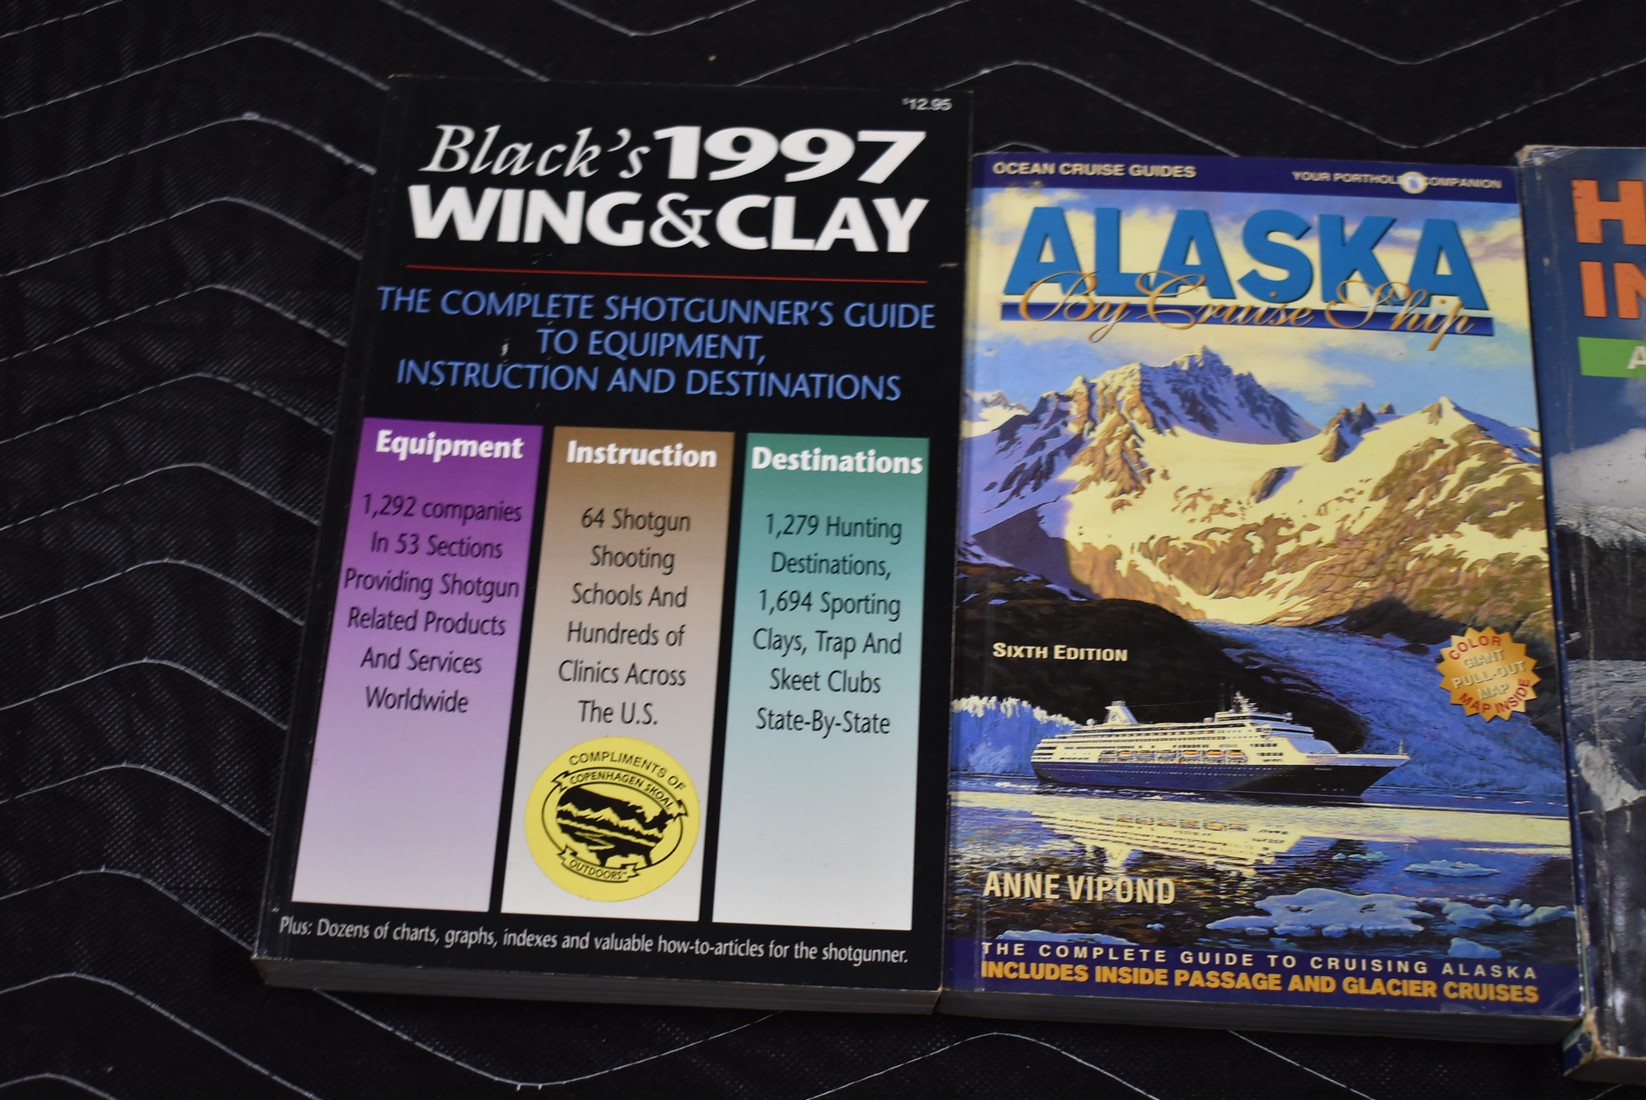 $12.95
Black's 1997
WING & CLAY
THE COMPLETE SHOTGUNNER'S GUIDE
TO EQUIPMENT,
INSTRUCTION AND DESTINATIONS
Equipment
1,292 companies
In 53 Sections
Providing Shotgun
Related Products
And Services
Worldwide
Instruction
64 Shotgun
Shooting
Schools And
Hundreds of
Clinics Across
The U.S.
COMPLIMENTS OF
COPENHAGEN SKOAL
OUTDOORS
Destinations
1,279 Hunting
Destinations,
1,694 Sporting
Clays, Trap And
Skeet Clubs
State-By-State
Plus: Dozens of charts, graphs, indexes and valuable how-to-articles for the shotgunner.
OCEAN CRUISE GUIDES
YOUR PORTHOLE COMPANION
ALASKA
By Cruise Ship
SIXTH EDITION
COLOR
GIANT
PULL-OUT
MAP
MAP INSIDE
ANNE VIPOND
THE COMPLETE GUIDE TO CRUISING ALASKA
INCLUDES INSIDE PASSAGE AND GLACIER CRUISES
H
IN
A